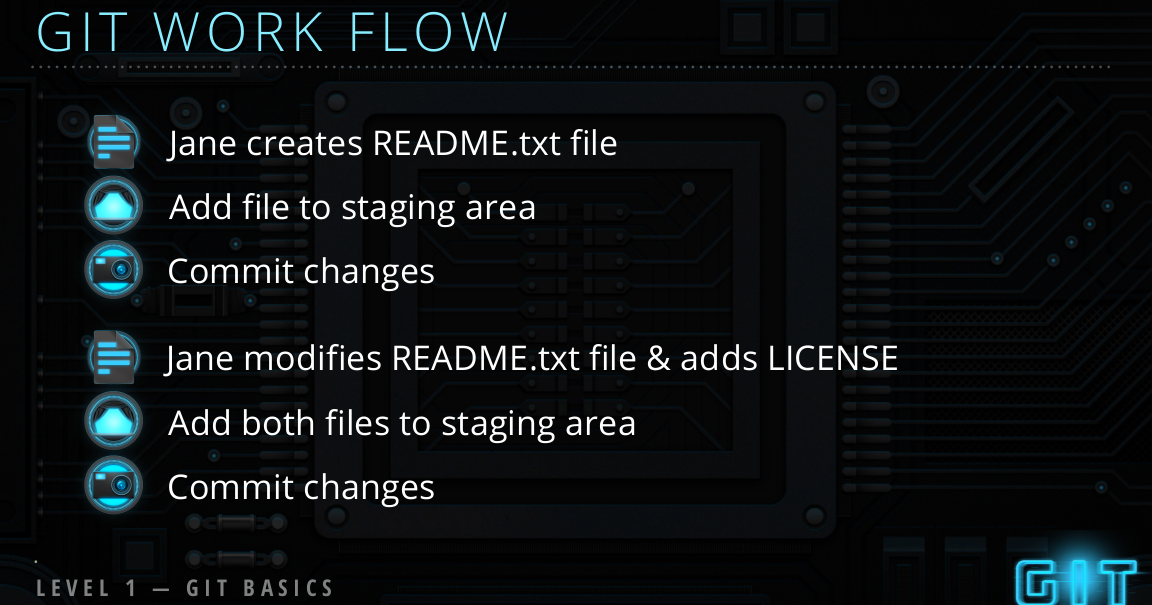 GIT WORK FLOW
Jane creates README.txt file
Add file to staging area
Commit changes
Jane modifies README.txt file & adds LICENSE
Add both files to staging area
Commit changes
LEVEL 1 — GIT BASICS
GIT